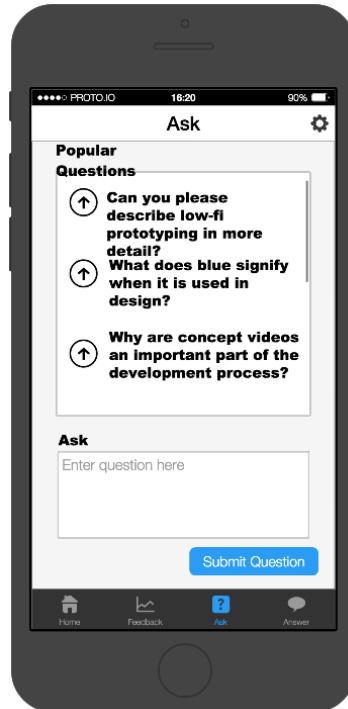 PROTO.IO 16:20 90%
Ask
Popular
Questions
Can you please
describe low-fi
prototyping in more
detail?
What does blue signify
when it is used in
design?
Why are concept videos
an important part of the
development process?
Ask
Enter question here
Submit Question
?
Home Feedback Ask Answer